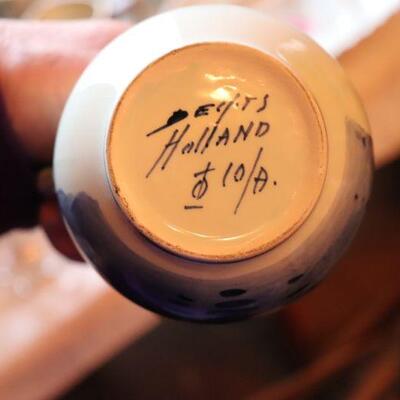 DELFTS
HollAND
10/A.